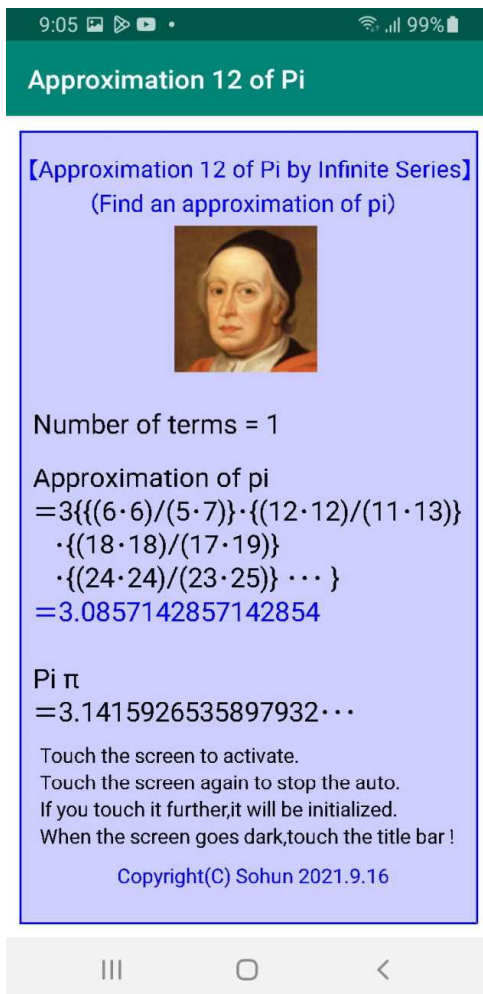 9:05 99%
Approximation 12 of Pi
【Approximation 12 of Pi by Infinite Series】
(Find an approximation of pi)
Number of terms = 1
Approximation of pi
＝3{{(6·6)/(5·7)}·{(12·12)/(11·13)}
·{(18·18)/(17·19)}
·{(24·24)/(23·25)} ··· }
＝3.0857142857142854
Pi π
＝3.1415926535897932···
Touch the screen to activate.
Touch the screen again to stop the auto.
If you touch it further,it will be initialized.
When the screen goes dark,touch the title bar !
Copyright(C) Sohun 2021.9.16